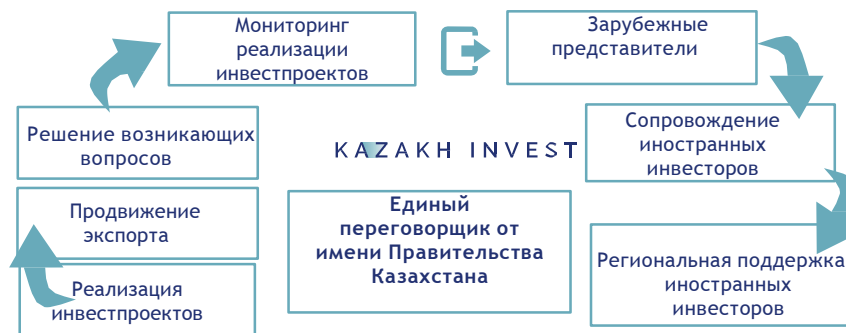 Мониторинг
реализации
инвестпроектов
Зарубежные
представители
Решение возникающих
вопросов
KAZAKH INVEST
Сопровождение
иностранных
инвесторов
Продвижение
экспорта
Единый
переговорщик от
имени Правительства
Казахстана
Региональная поддержка
иностранных
инвесторов
Реализация
инвестпроектов